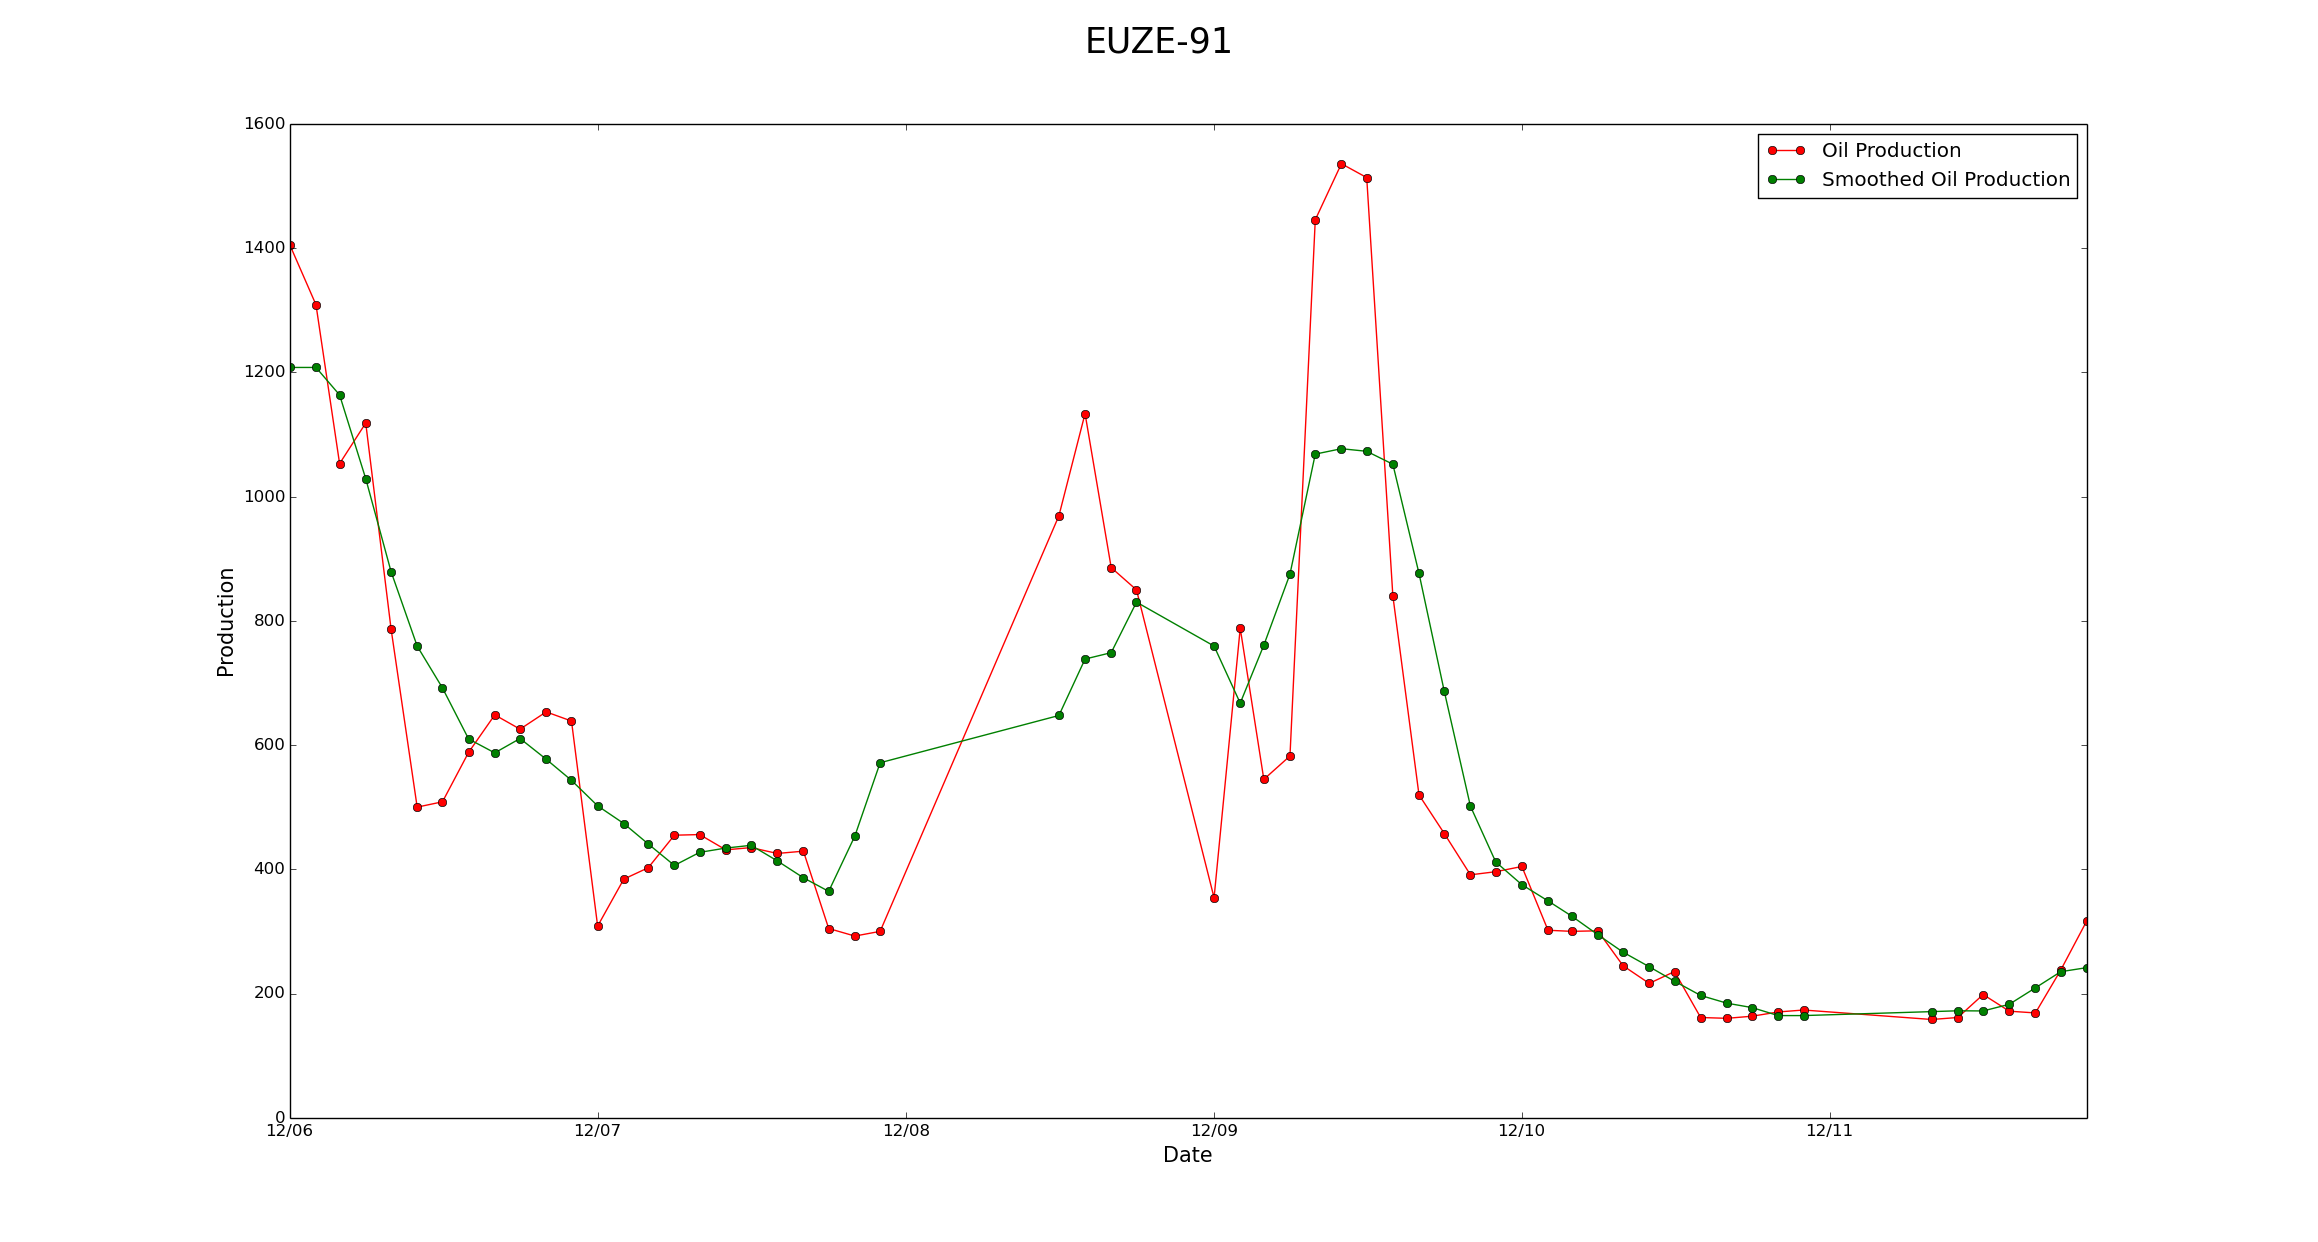 EUZE-91
1600
1400
1200
1000
800
600
400
200
0
Production
Oil Production
Smoothed Oil Production
12/06 12/07 12/08 12/09 12/10 12/11
Date